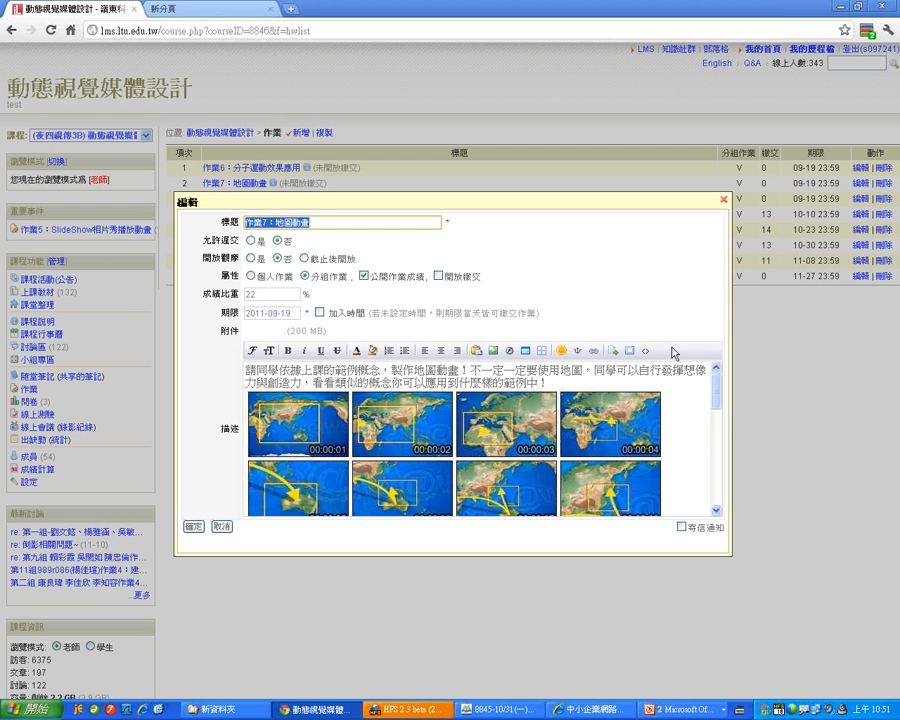 動態視覺媒體設計 - 嶺東科
新分頁
lms.ltu.edu.tw/course.php?courseID=8846&f=hwlist
LMS | 知識社群 | 部落格 我的首頁 我的歷程檔 登出(s097241)
English Q&A 線上人數:343
動態視覺媒體設計
test
課程: (夜四視傳3B) 動態視覺媒體
瀏覽模式 [切換]
您現在的瀏覽模式為 [老師]
重要事件
作業5：SlideShow相片秀播放動畫 (
課程功能 [管理]
課程活動(公告)
上課教材 (132)
課堂整理
課程說明
課程行事曆
討論區 (122)
小組專區
隨堂筆記 (共享的筆記)
作業
問卷 (3)
線上測驗
線上會議 (錄影紀錄)
出缺勤 (統計)
成員 (54)
成績計算
設定
最新討論
re: 第一組-劉文懿、楊雅涵、吳敏...
re: 倒影相關問題~ (11-10)
re: 第九組 賴彩霞 吳閔如 陳忠倫作...
第11組989r086(楊佳瑄)作業4：建...
第二組 康良瑋 李佳欣 李知容作業4...
...更多
課程資訊
瀏覽模式: 老師 學生
訪客: 6375
文章: 197
討論: 122
容量: 剩餘 2.2 GB (2.9 GB)
位置: 動態視覺媒體設計 > 作業 新增 | 複製
項次 標題 分組作業 繳交 期限 動作
1 作業6：分子運動效果應用 (未開放繳交) V 0 09-19 23:59 編輯 | 刪除
2 作業7：地圖動畫 (未開放繳交) V 0 09-19 23:59 編輯 | 刪除
V 0 09-19 23:59 編輯 | 刪除
V 13 10-10 23:59 編輯 | 刪除
V 14 10-23 23:59 編輯 | 刪除
V 13 10-30 23:59 編輯 | 刪除
V 11 11-08 23:59 編輯 | 刪除
V 0 11-27 23:59 編輯 | 刪除
編輯
標題 作業7：地圖動畫 *
允許遲交 是 否
開放觀摩 是 否 截止後開放
屬性 個人作業 分組作業 , 公開作業成績, 開放繳交
成績比重 22 %
期限 2011-09-19 * 加入時間 (若未設定時間，則期限當天皆可繳交作業)
附件 (200 MB)
請同學依據上課的範例概念，製作地圖動畫！不一定一定要使用地圖，同學可以自行發揮想像
力與創造力，看看類似的概念你可以應用到什麼樣的範例中！
描述
00:00:01 00:00:02 00:00:03 00:00:04
確定 取消 寄信通知
開始 新資料夾 動態視覺媒體... HFS 2.3 beta (2... 8845-10/31(一)... 中小企業網路... 2 Microsoft Of... 上午 10:51